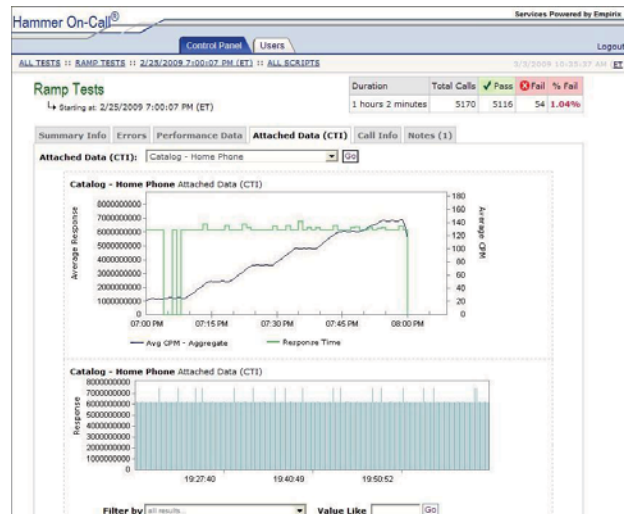 Services Powered by Empirix
Hammer On-Call®
Control Panel Users
Logout
ALL TESTS :: RAMP TESTS :: 2/25/2009 7:00:07 PM (ET) :: ALL SCRIPTS
AM (ET)
Ramp Tests
Starting at: 2/25/2009 7:00:07 PM (ET)
Duration Total Calls Pass Fail % Fail
1 hours 2 minutes 5170 5116 54 1.04%
Summary Info Errors Performance Data Attached Data (CTI) Call Info Notes (1)
Attached Data (CTI): Catalog - Home Phone Go
Catalog - Home Phone Attached Data (CTI)
Average Response
8000000000
7000000000
6000000000
5000000000
4000000000
3000000000
2000000000
1000000000
0
180
160
140
120
100
80
60
40
20
0
Average CPM
07:00 PM 07:15 PM 07:30 PM 07:45 PM 08:00 PM
Avg CPM - Aggregate Response Time
Catalog - Home Phone Attached Data (CTI)
Response
8000000000
7000000000
6000000000
5000000000
4000000000
3000000000
2000000000
1000000000
0
19:27:40 19:40:49 19:50:52
Filter by all results... Value Like Go